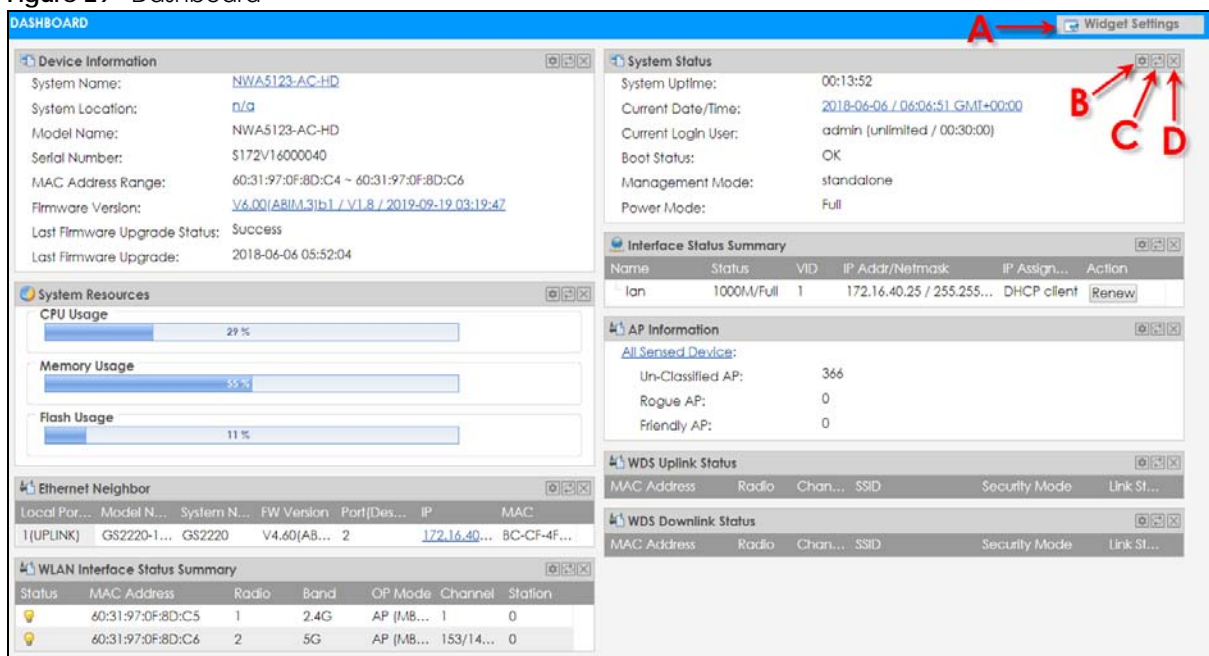 Figure 29 Dashboard
DASHBOARD
A
Widget Settings
Device Information
System Name: NWA5123-AC-HD
System Location: n/a
Model Name: NWA5123-AC-HD
Serial Number: S172V16000040
MAC Address Range: 60:31:97:0F:8D:C4 ~ 60:31:97:0F:8D:C6
Firmware Version: V6.00(ABIM.3)b1 / V1.8 / 2019-09-19 03:19:47
Last Firmware Upgrade Status: Success
Last Firmware Upgrade: 2018-06-06 05:52:04
System Resources
CPU Usage
29 %
Memory Usage
55 %
Flash Usage
11 %
Ethernet Neighbor
Local Por... Model N... System N... FW Version Port(Des... IP MAC
1(UPLINK) GS2220-1... GS2220 V4.60(AB... 2 172.16.40... BC-CF-4F...
WLAN Interface Status Summary
Status MAC Address Radio Band OP Mode Channel Station
60:31:97:0F:8D:C5 1 2.4G AP (MB... 1 0
60:31:97:0F:8D:C6 2 5G AP (MB... 153/14... 0
System Status
System Uptime: 00:13:52
Current Date/Time: 2018-06-06 / 06:06:51 GMT+00:00
Current Login User: admin (unlimited / 00:30:00)
Boot Status: OK
Management Mode: standalone
Power Mode: Full
B
C
D
Interface Status Summary
Name Status VID IP Addr/Netmask IP Assign... Action
lan 1000M/Full 1 172.16.40.25 / 255.255... DHCP client Renew
AP Information
All Sensed Device:
Un-Classified AP: 366
Rogue AP: 0
Friendly AP: 0
WDS Uplink Status
MAC Address Radio Chan... SSID Security Mode Link St...
WDS Downlink Status
MAC Address Radio Chan... SSID Security Mode Link St...